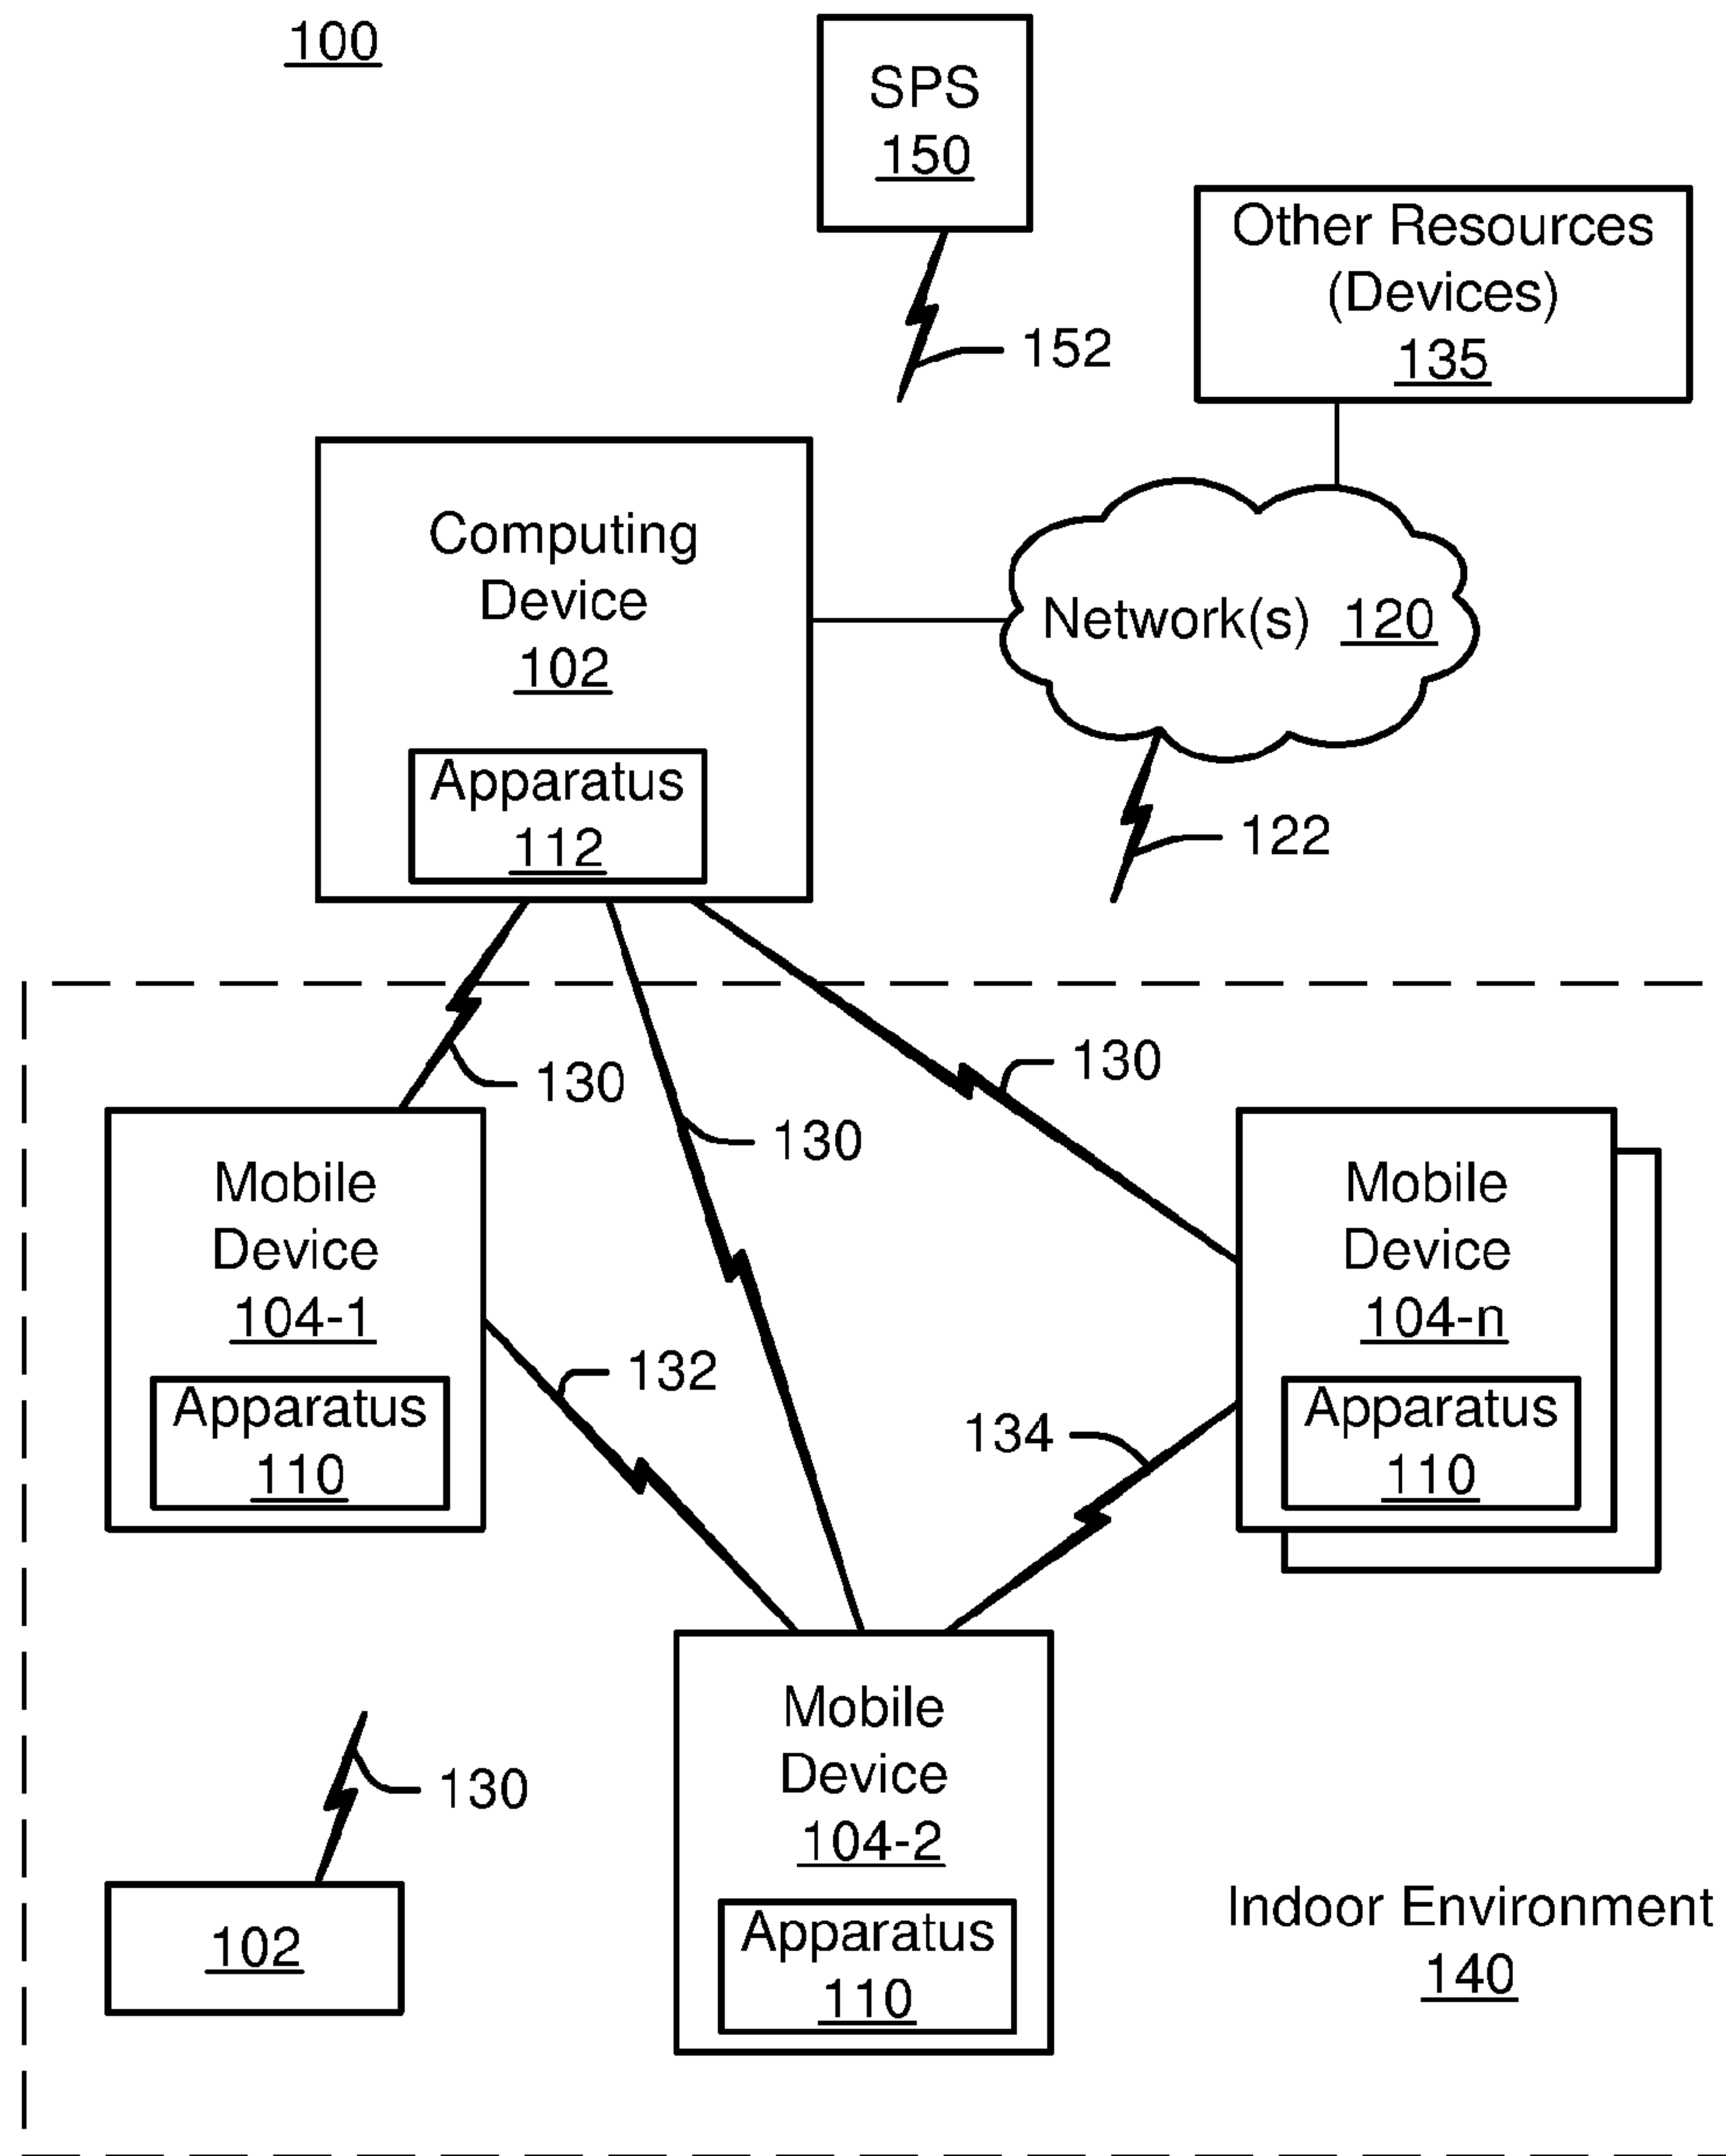 100
SPS
150
152
Other Resources
(Devices)
135
Computing
Device
102
Network(s) 120
Apparatus
112
122
130
130
130
Mobile
Device
104-1
Apparatus
110
132
134
Mobile
Device
104-n
Apparatus
110
Mobile
Device
104-2
Apparatus
110
130
102
Indoor Environment
140